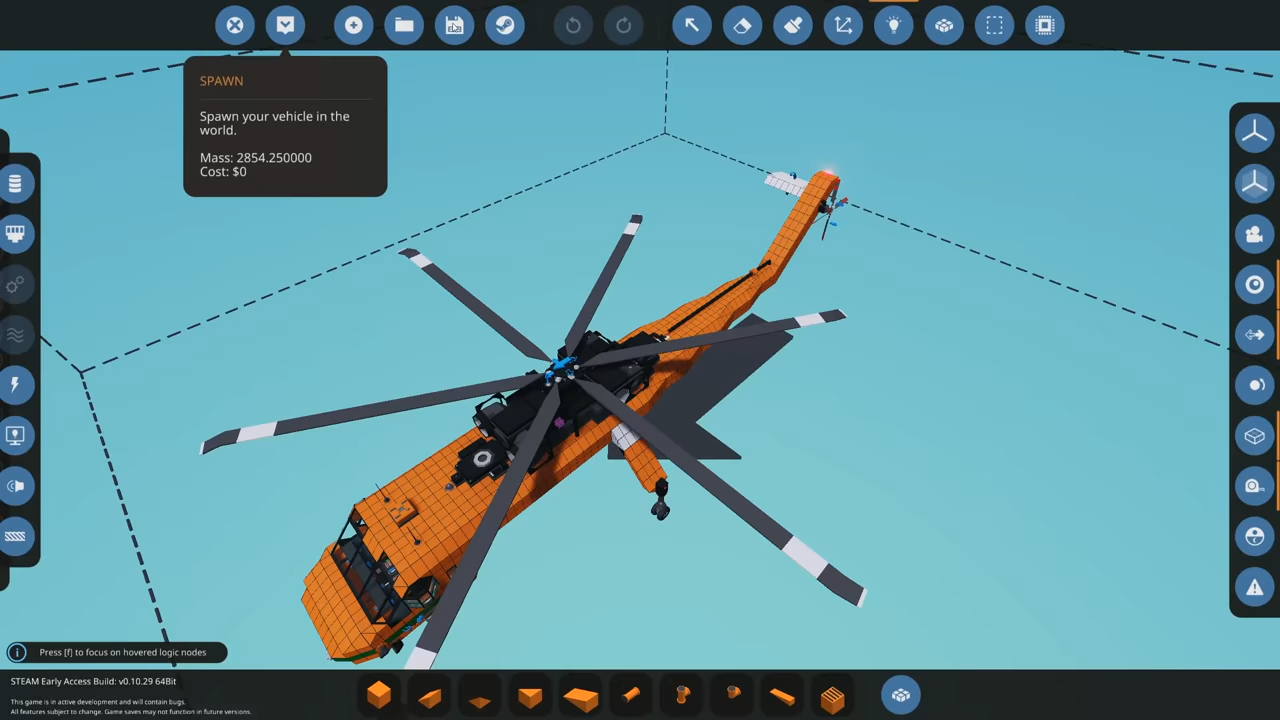 SPAWN
Spawn your vehicle in the
world.
Mass: 2854.250000
Cost: $0
Press [f] to focus on hovered logic nodes
STEAM Early Access Build: v0.10.29 64Bit
This game is in active development and will contain bugs.
All features subject to change. Game saves may not function in future versions.